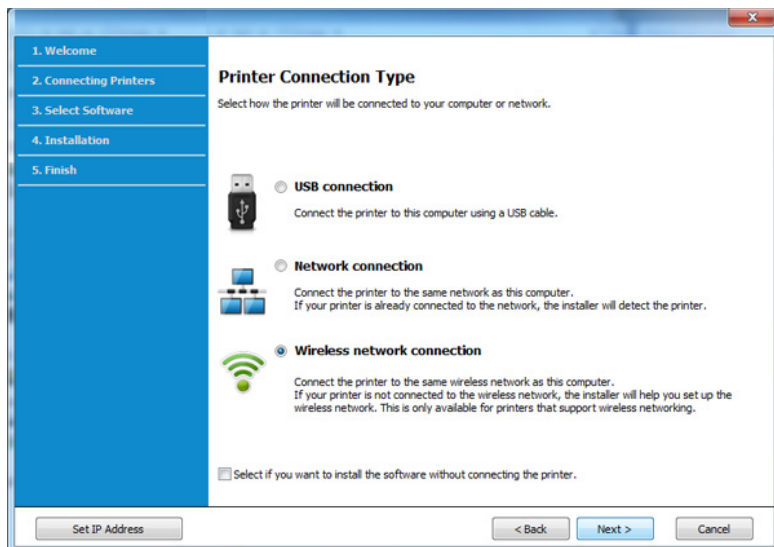 1. Welcome
2. Connecting Printers
3. Select Software
4. Installation
5. Finish
Printer Connection Type
Select how the printer will be connected to your computer or network.
USB connection
Connect the printer to this computer using a USB cable.
Network connection
Connect the printer to the same network as this computer.
If your printer is already connected to the network, the installer will detect the printer.
Wireless network connection
Connect the printer to the same wireless network as this computer.
If your printer is not connected to the wireless network, the installer will help you set up the
wireless network. This is only available for printers that support wireless networking.
Select if you want to install the software without connecting the printer.
Set IP Address
< Back
Next >
Cancel